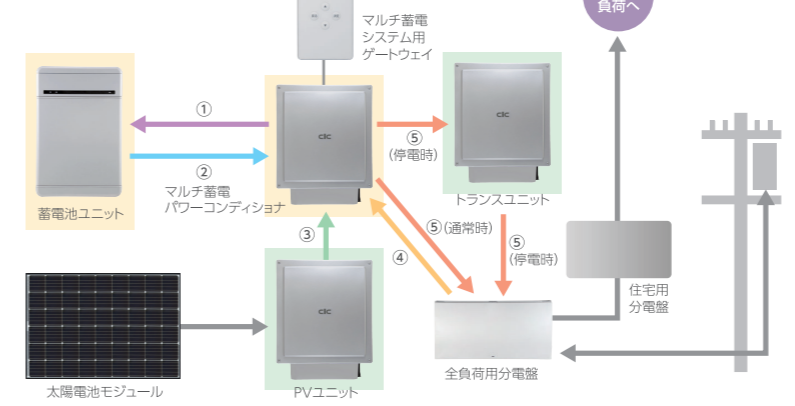 負荷へ
マルチ蓄電
システム用
ゲートウェイ
①
②
マルチ蓄電
パワーコンディショナ
蓄電池ユニット
⑤
(停電時)
トランスユニット
③
④
⑤(通常時)
⑤
(停電時)
住宅用
分電盤
太陽電池モジュール
PVユニット
全負荷用分電盤